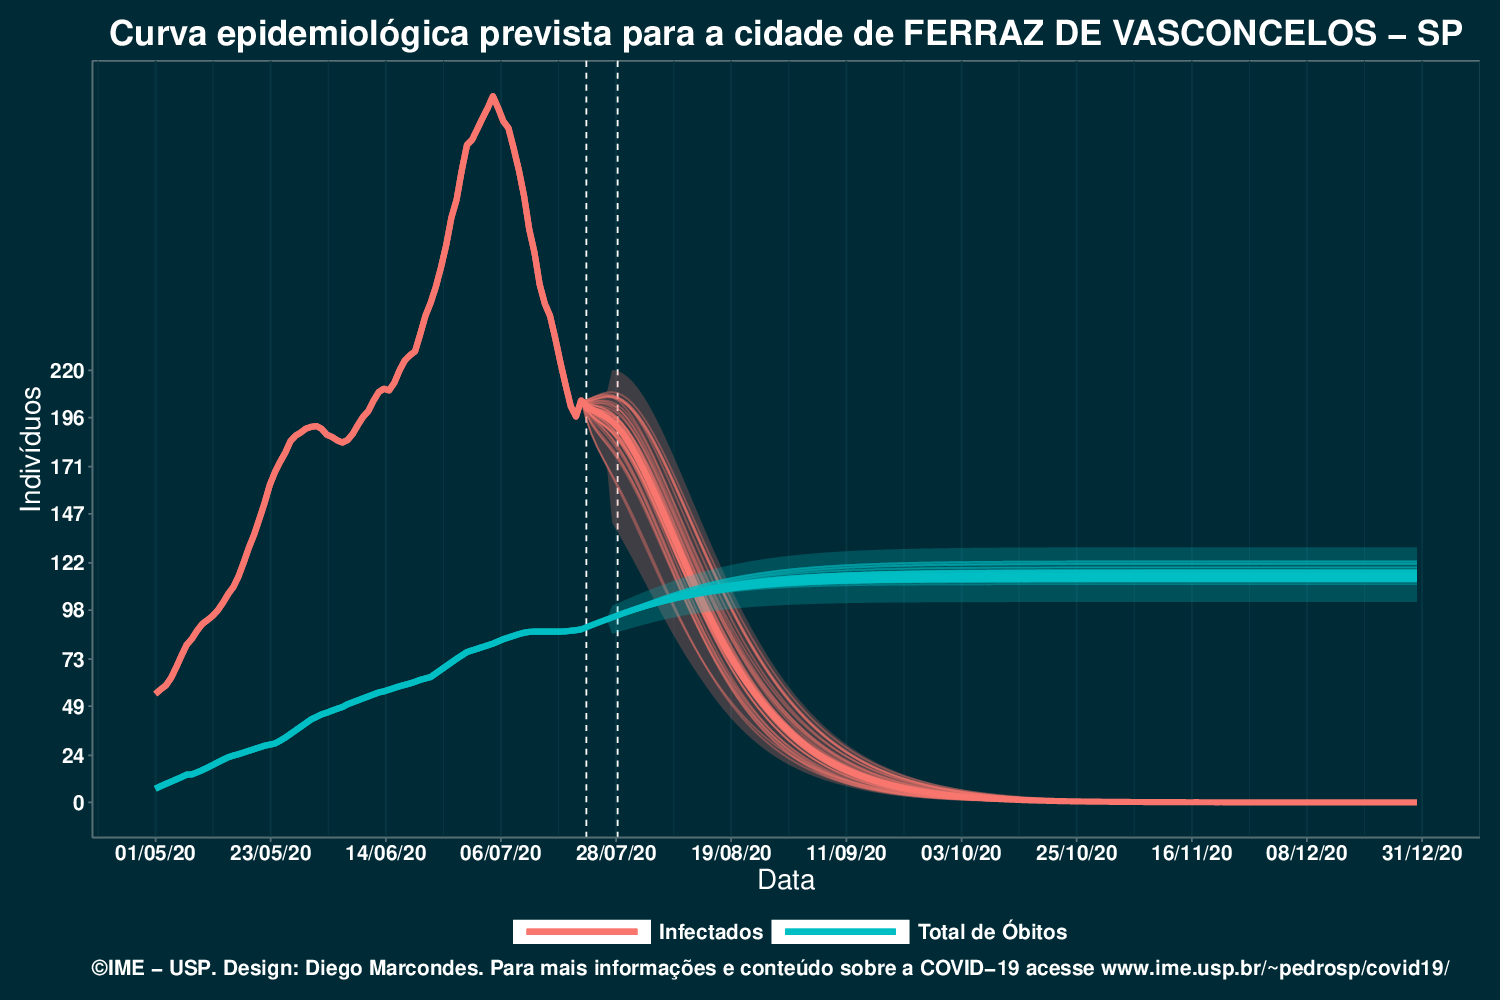 Curva epidemiológica prevista para a cidade de FERRAZ DE VASCONCELOS – SP
Indivíduos
220
196
171
147
122
98
73
49
24
0
01/05/20 23/05/20 14/06/20 06/07/20 28/07/20 19/08/20 11/09/20 03/10/20 25/10/20 16/11/20 08/12/20 31/12/20
Data
Infectados Total de Óbitos
©IME – USP. Design: Diego Marcondes. Para mais informações e conteúdo sobre a COVID–19 acesse www.ime.usp.br/~pedrosp/covid19/